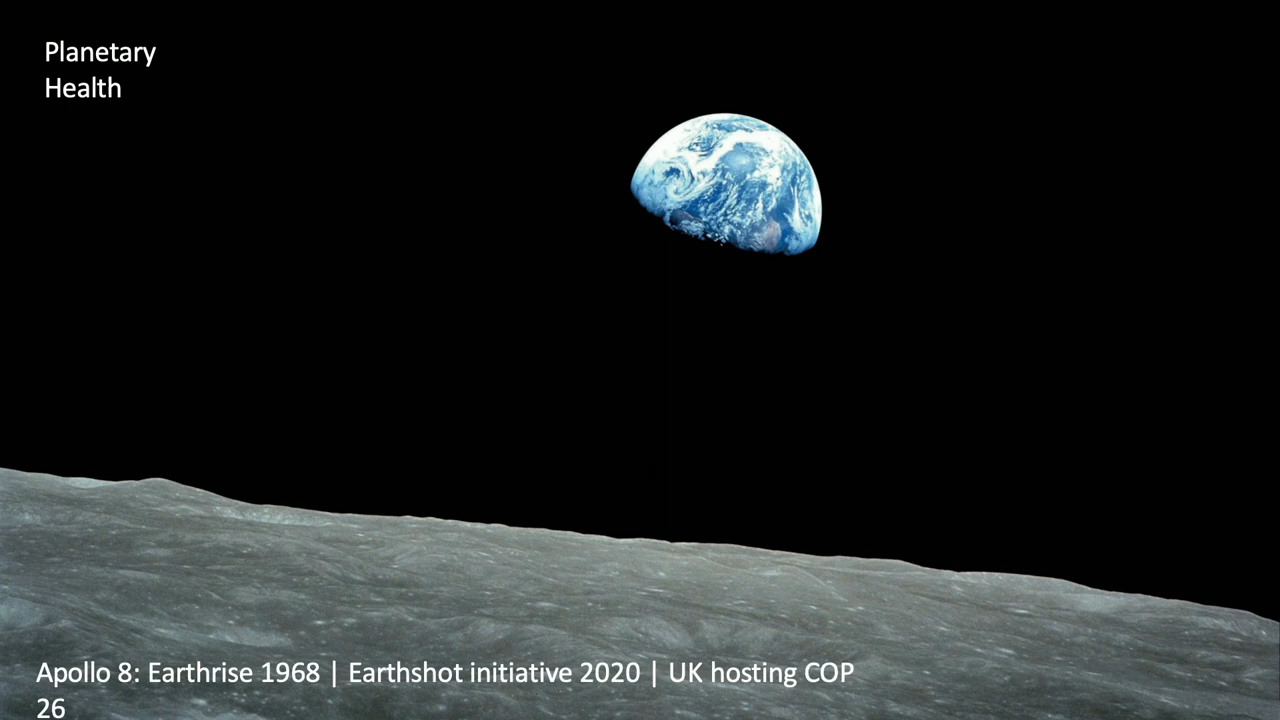 Planetary
Health
Apollo 8: Earthrise 1968 | Earthshot initiative 2020 | UK hosting COP
26